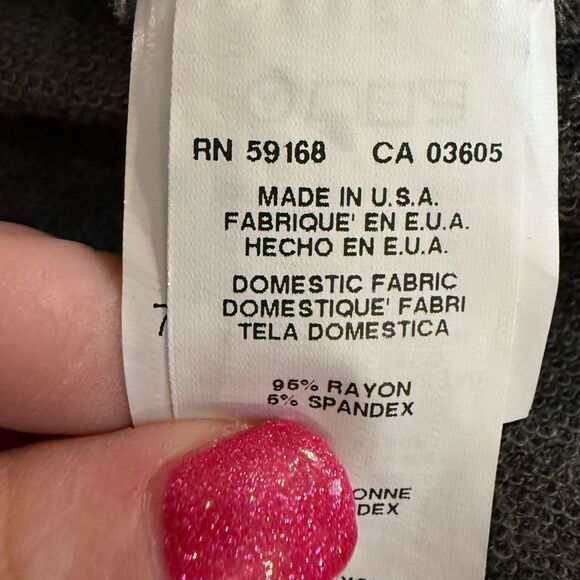 RN 59168 CA 03605
MADE IN U.S.A.
FABRIQUE' EN E.U.A.
HECHO EN E.U.A.
DOMESTIC FABRIC
DOMESTIQUE' FABRI
TELA DOMESTICA
95% RAYON
5% SPANDEX
ONNE
DEX